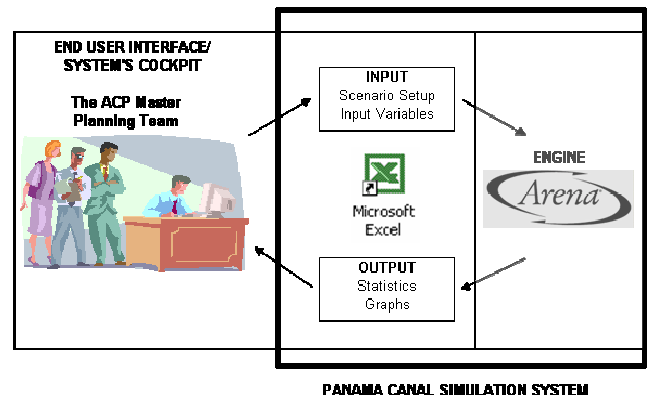 END USER INTERFACE/
SYSTEM'S COCKPIT
The ACP Master
Planning Team
INPUT
Scenario Setup
Input Variables
Microsoft
Excel
ENGINE
Arena
OUTPUT
Statistics
Graphs
PANAMA CANAL SIMULATION SYSTEM